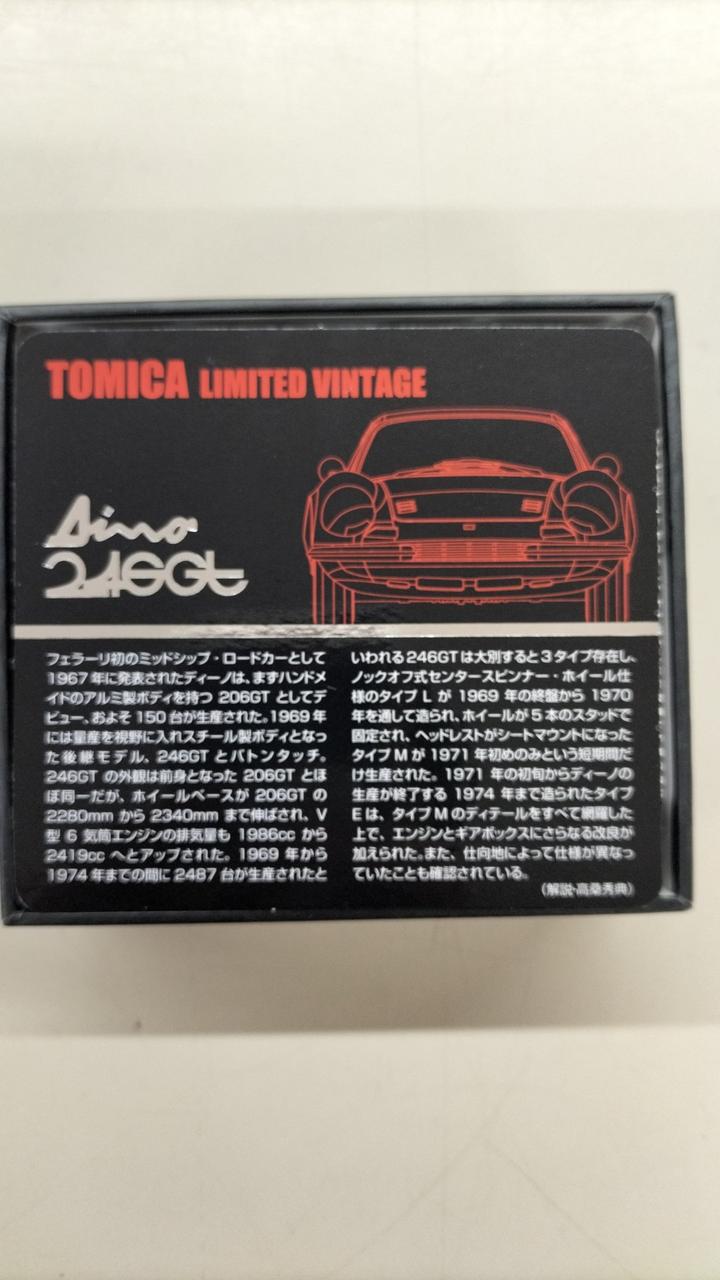 TOMICA LIMITED VINTAGE
Dino
246GT
フェラーリ初のミッドシップ・ロードカーとして
1967年に発表されたディーノは、まずハンドメ
イドのアルミ製ボディを持つ 206GT としてデ
ビュー、およそ 150 台が生産された。1969年
には量産を視野に入れスチール製ボディとなっ
た後継モデル、246GT とバトンタッチ。
246GT の外観は前身となった 206GT とほ
ぼ同一だが、ホイールベースが 206GT の
2280mm から 2340mm まで伸ばされ、V
型 6 気筒エンジンの排気量も 1986cc から
2419cc へとアップされた。1969 年から
1974年までの間に 2487 台が生産されたと
いわれる246GTは大別すると3タイプ存在し、
ノックオフ式センタースピンナー・ホイール仕
様のタイプ L が 1969 年の終盤から 1970
年を通して造られ、ホイールが5本のスタッドで
固定され、ヘッドレストがシートマウントになった
タイプMが 1971 年初めのみという短期間だ
け生産された。1971 年の初旬からディーノの
生産が終了する 1974 年まで造られたタイプ
Eは、タイプMのディテールをすべて網羅した
上で、エンジンとギアボックスにさらなる改良が
加えられた。また、仕向地によって仕様が異なっ
ていたことも確認されている。
（解説・高桑秀典）